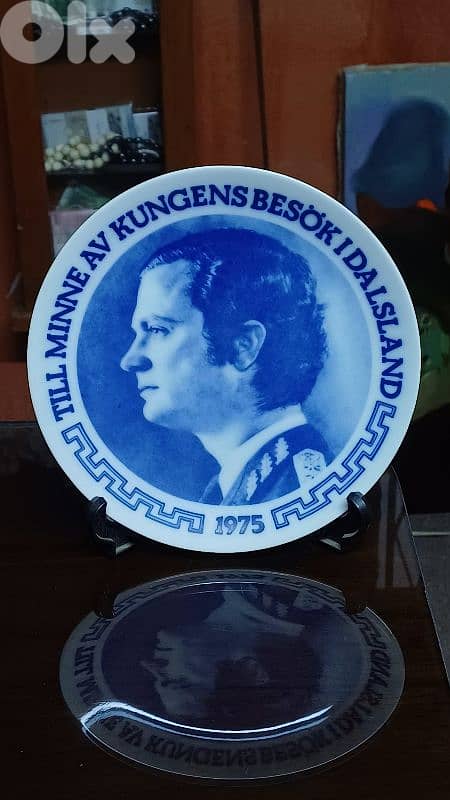 OLX
TILL MINNE AV KUNGENS BESÖK I DALSLAND
1975